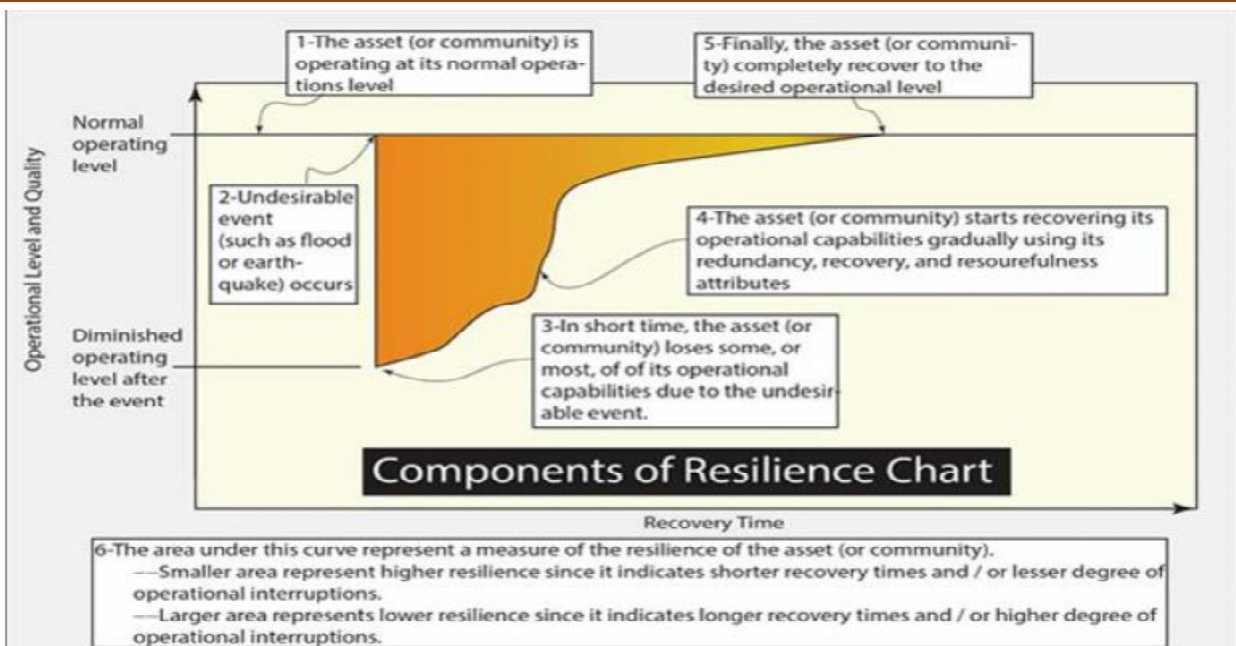 1-The asset (or community) is
operating at its normal opera-
tions level
5-Finally, the asset (or communi-
ty) completely recover to the
desired operational level
Normal
operating
level
Operational Level and Quality
2-Undesirable
event
(such as flood
or earth-
quake) occurs
4-The asset (or community) starts recovering its
operational capabilities gradually using its
redundancy, recovery, and resourefulness
attributes
Diminished
operating
level after
the event
3-In short time, the asset (or
community) loses some, or
most, of of its operational
capabilities due to the undesir-
able event.
Components of Resilience Chart
Recovery Time
6-The area under this curve represent a measure of the resilience of the asset (or community).
—Smaller area represent higher resilience since it indicates shorter recovery times and / or lesser degree of
operational interruptions.
—Larger area represents lower resilience since it indicates longer recovery times and / or higher degree of
operational interruptions.